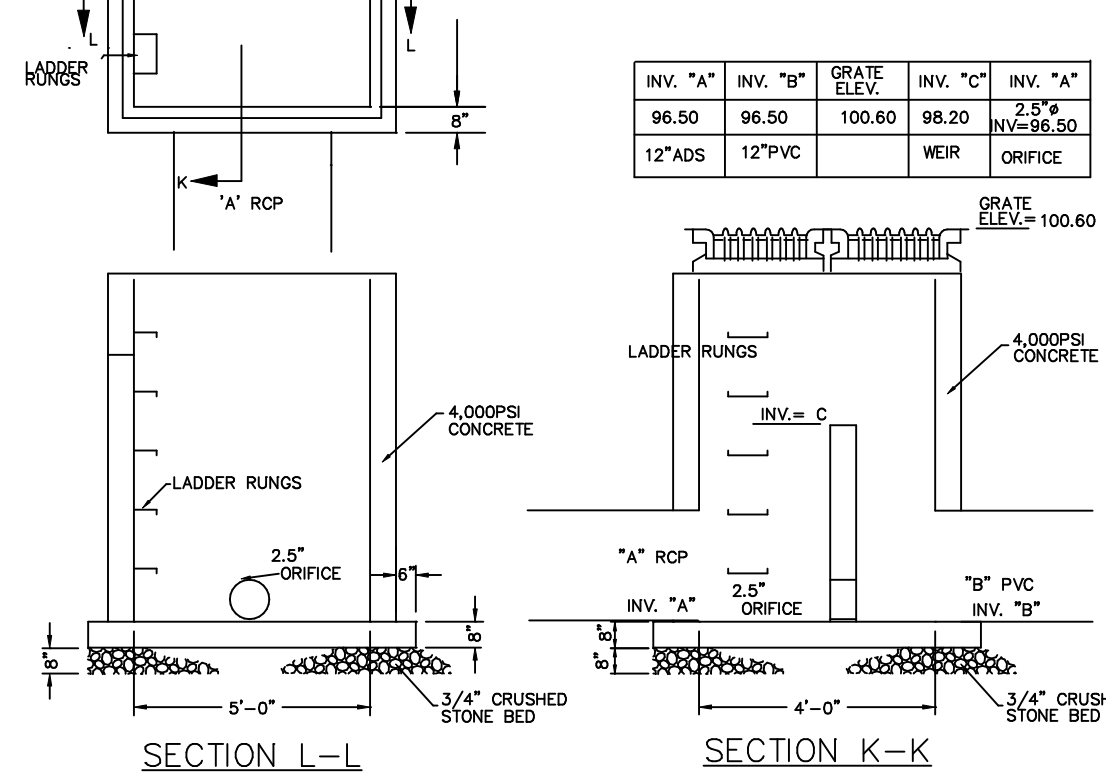 L
L
LADDER
RUNGS
8"
K
'A' RCP
INV. "A" INV. "B" GRATE ELEV. INV. "C" INV. "A"
96.50 96.50 100.60 98.20 2.5"ø INV=96.50
12"ADS 12"PVC WEIR ORIFICE
GRATE
ELEV.=100.60
4,000PSI
CONCRETE
LADDER RUNGS
2.5"
ORIFICE
6"
8"
8"
5'-0"
3/4" CRUSHED
STONE BED
SECTION L-L
LADDER RUNGS
4,000PSI
CONCRETE
INV.= C
"A" RCP
INV. "A"
2.5"
ORIFICE
"B" PVC
INV. "B"
8"
8"
4'-0"
3/4" CRUSH
STONE BED
SECTION K-K